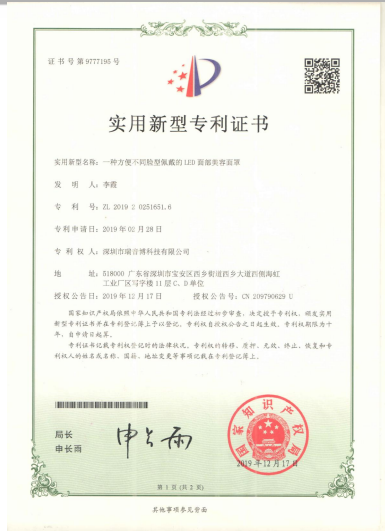 证书号第9777195号
实用新型专利证书
实用新型名称：一种方便不同脸型佩戴的LED面部美容面罩
发明人：李霞
专利号：ZL 2019 2 0251651.6
专利申请日：2019年02月28日
专利权人：深圳市瑞音博科技有限公司
地址：518000 广东省深圳市宝安区西乡街道西乡大道西侧海虹
工业厂区写字楼11层C、D单位
授权公告日：2019年12月17日 授权公告号：CN 209790629 U
国家知识产权局依照中华人民共和国专利法经过初步审查，决定授予专利权，颁发实用
新型专利证书并在专利登记簿上予以登记。专利权自授权公告之日起生效。专利权期限为十
年，自申请日起算。
专利证书记载专利权登记时的法律状况。专利权的转移、质押、无效、终止、恢复和专
利权人的姓名或名称、国籍、地址变更等事项记载在专利登记簿上。
局长
申长雨
申长雨
国家知识产权局
2019年12月17日
第1页(共2页)
其他事项参见背面